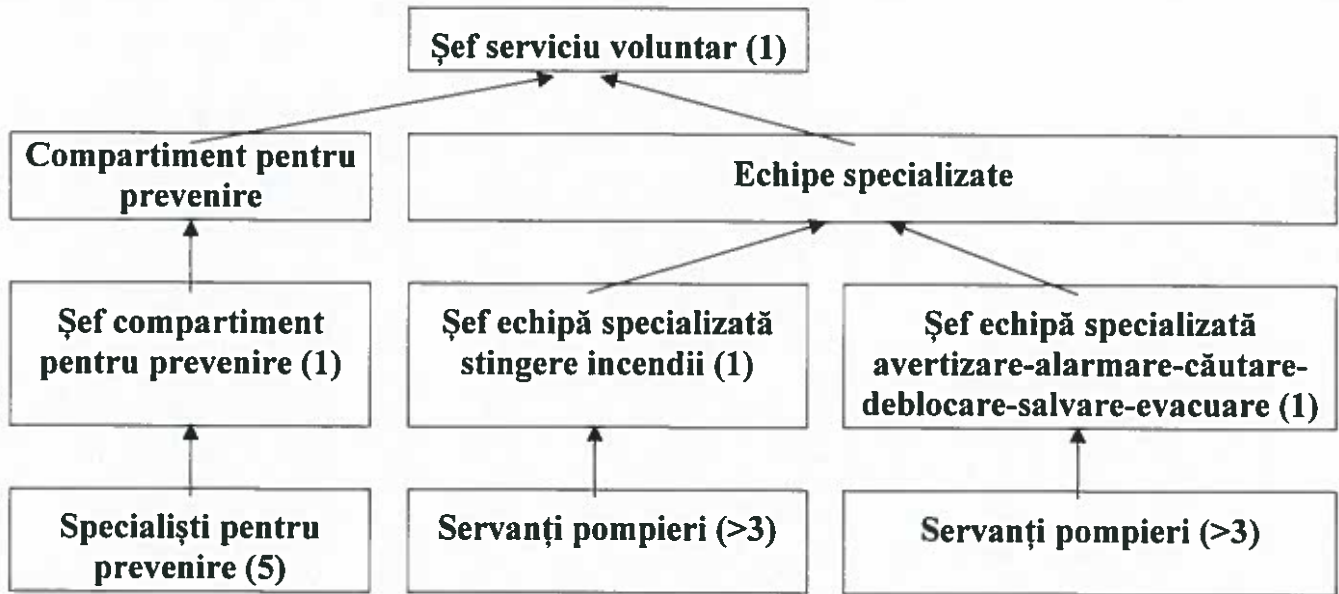 Şef serviciu voluntar (1)
Compartiment pentru
prevenire
Echipe specializate
Şef compartiment
pentru prevenire (1)
Şef echipă specializată
stingere incendii (1)
Şef echipă specializată
avertizare-alarmare-căutare-
deblocare-salvare-evacuare (1)
Specialişti pentru
prevenire (5)
Servanţi pompieri (>3)
Servanţi pompieri (>3)